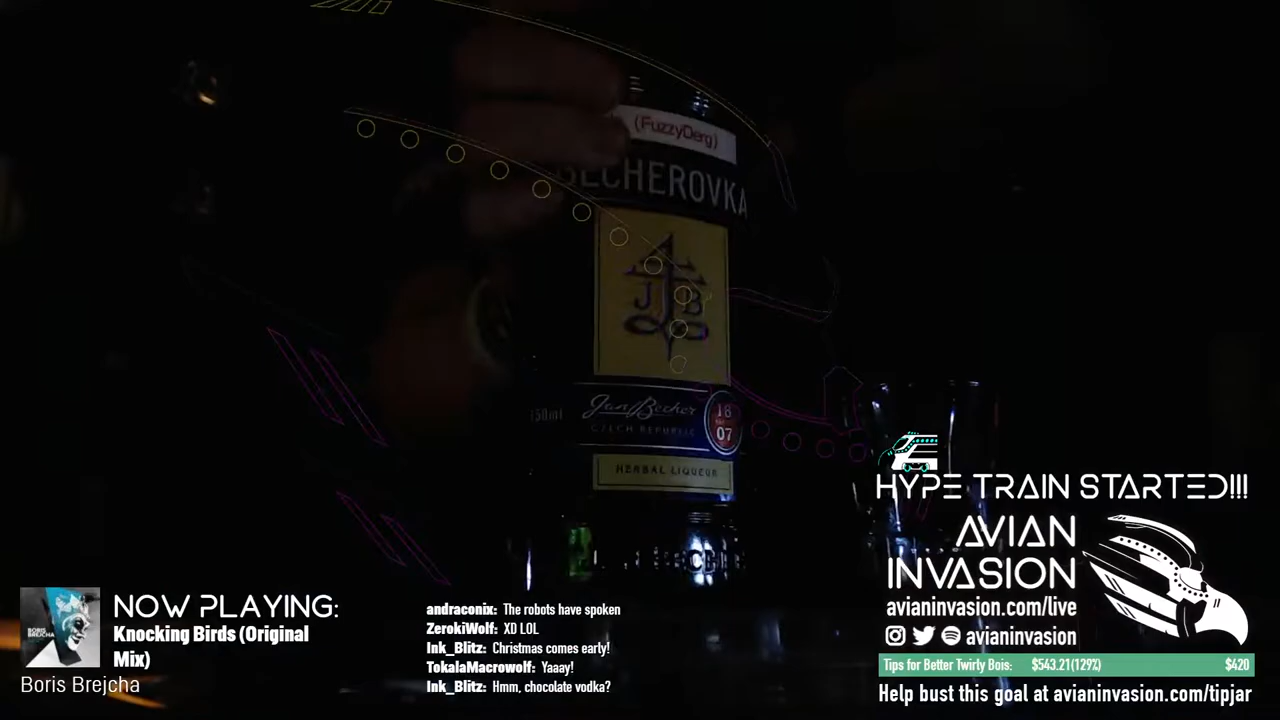 (FuzzyDerg)
BECHEROVKA
J B
Jan Becher
CZECH REPUBLIC
18
07
HERBAL LIQUEUR
HYPE TRAIN STARTED!!!
AVIAN
INVASION
avianinvasion.com/live
avianinvasion
Tips for Better Twirly Bois: $543.21(129%) $420
Help bust this goal at avianinvasion.com/tipjar
NOW PLAYING:
Knocking Birds (Original
Mix)
Boris Brejcha
andraconix: The robots have spoken
ZerokiWolf: XD LOL
Ink_Blitz: Christmas comes early!
TokalaMacrowolf: Yaaay!
Ink_Blitz: Hmm, chocolate vodka?